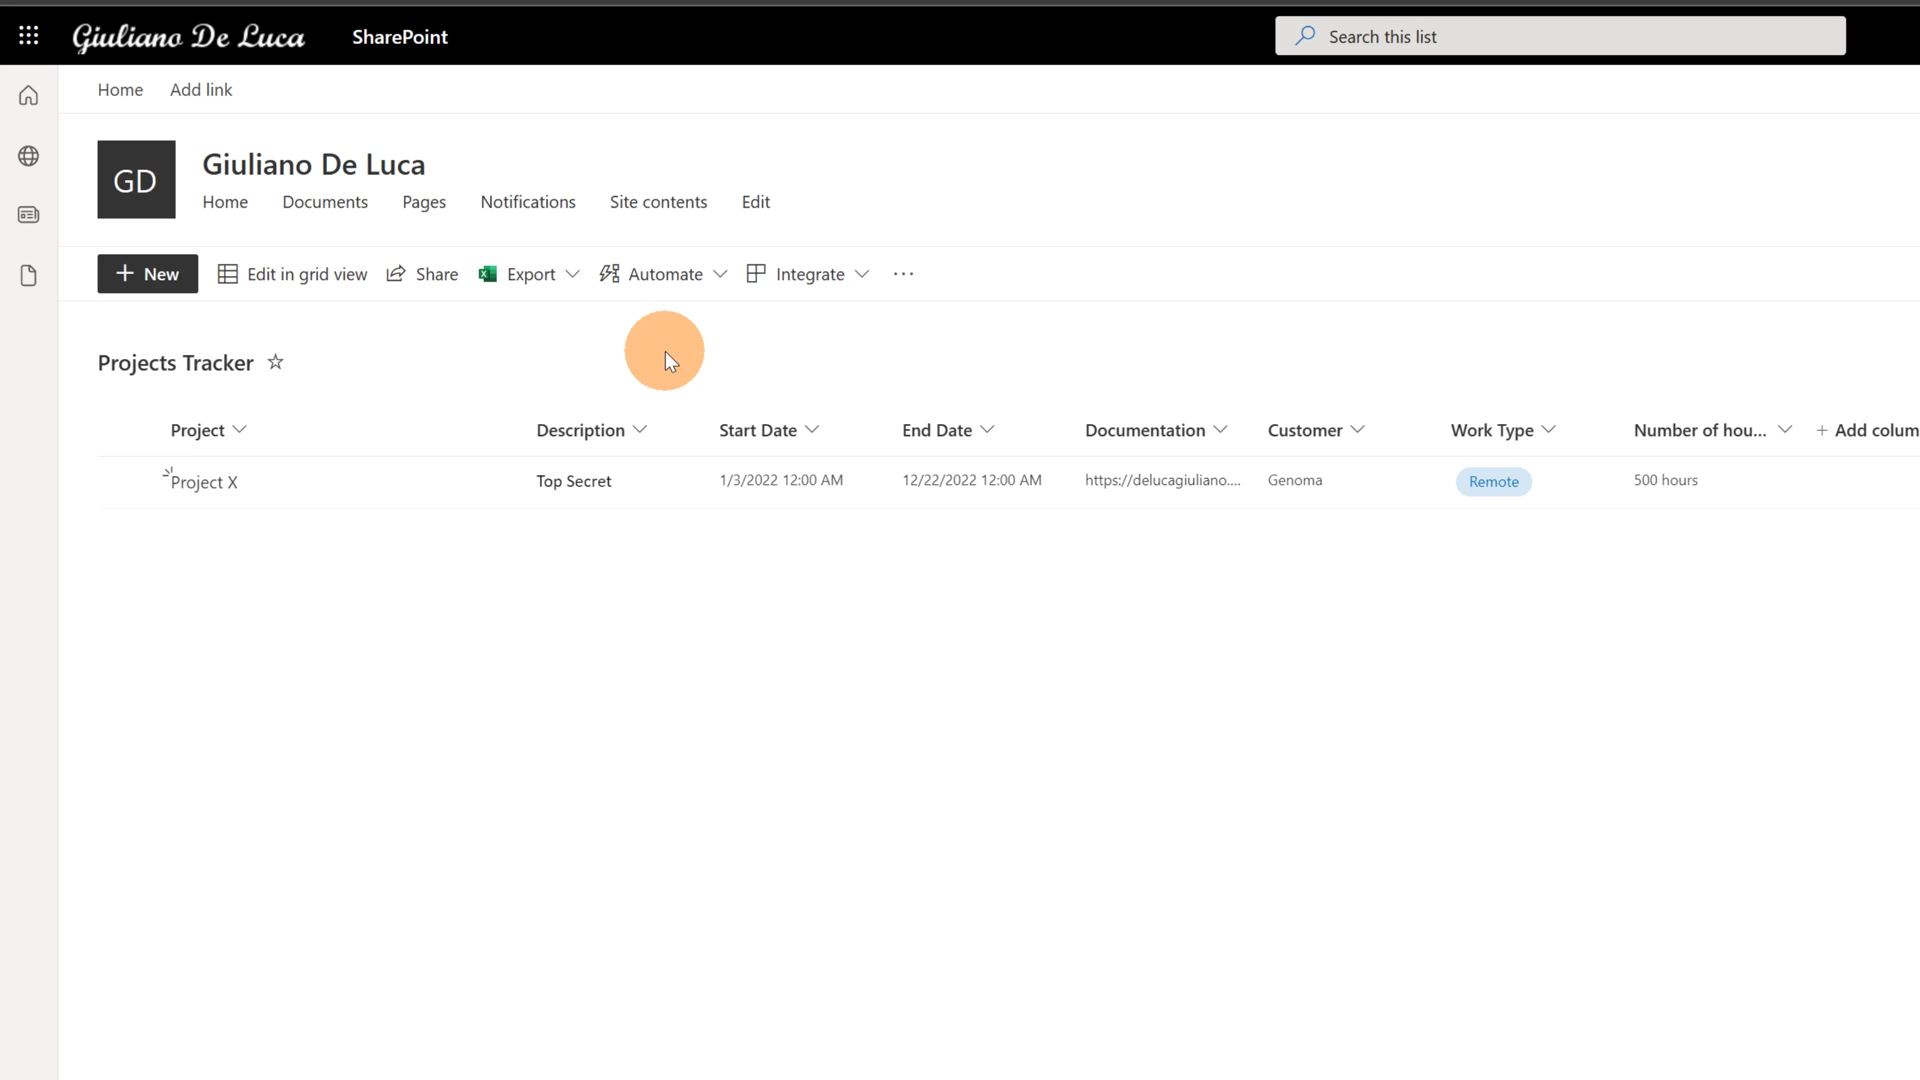 Giuliano De Luca SharePoint Search this list
Home Add link
GD
Giuliano De Luca
Home Documents Pages Notifications Site contents Edit
+ New Edit in grid view Share Export Automate Integrate ...
Projects Tracker
Project Description Start Date End Date Documentation Customer Work Type Number of hou... + Add colum
Project X Top Secret 1/3/2022 12:00 AM 12/22/2022 12:00 AM https://delucagiuliano.... Genoma Remote 500 hours